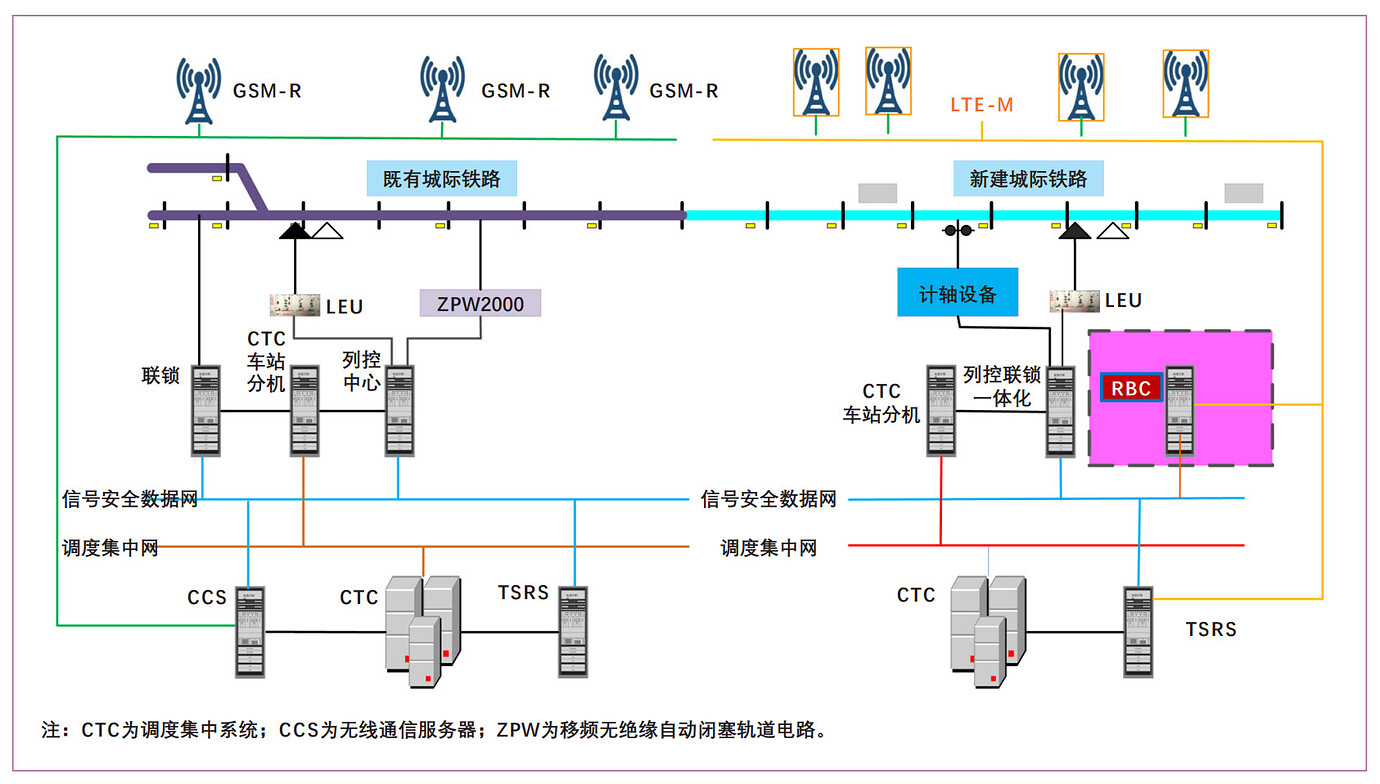 GSM-R
GSM-R
GSM-R
LTE-M
既有城际铁路
新建城际铁路
LEU
ZPW2000
计轴设备
LEU
联锁
CTC
车站
分机
列控
中心
CTC
车站分机
列控联锁
一体化
RBC
信号安全数据网
信号安全数据网
调度集中网
调度集中网
CCS
CTC
TSRS
CTC
TSRS
注：CTC为调度集中系统；CCS为无线通信服务器；ZPW为移频无绝缘自动闭塞轨道电路。